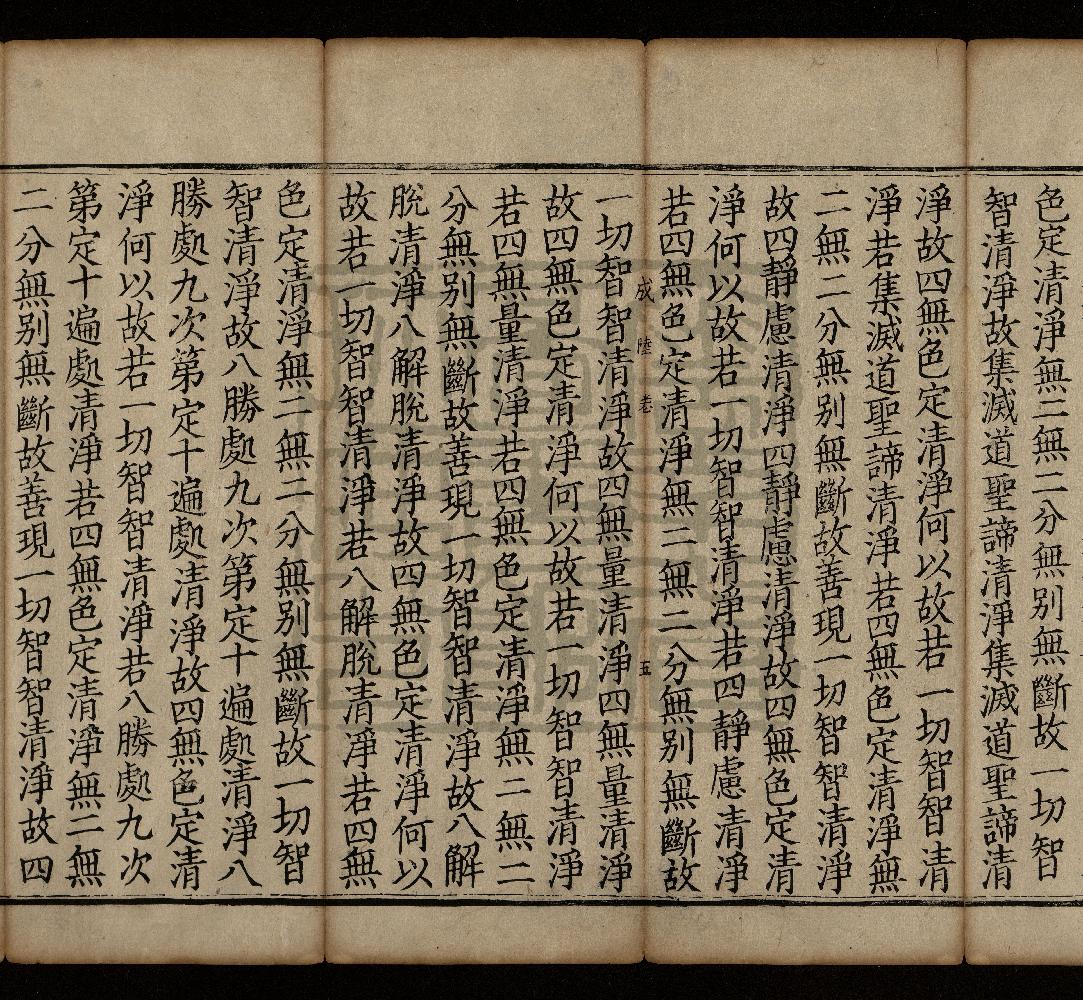 色定清淨無二無二分無别無斷故一切智
智清淨故集滅道聖諦清淨集滅道聖諦清
淨故四無色定清淨何以故若一切智智清
淨若集滅道聖諦清淨若四無色定清淨無
二無二分無别無斷故善現一切智智清淨
故四靜慮清淨四靜慮清淨故四無色定清
淨何以故若一切智智清淨若四靜慮清淨
若四無色定清淨無二無二分無别無斷故
成 陸 卷 五
一切智智清淨故四無量清淨四無量清淨
故四無色定清淨何以故若一切智智清淨
若四無量清淨若四無色定清淨無二無二
分無别無斷故善現一切智智清淨故八解
脫清淨八解脫清淨故四無色定清淨何以
故若一切智智清淨若八解脫清淨若四無
色定清淨無二無二分無别無斷故一切智
智清淨故八勝處九次第定十遍處清淨八
勝處九次第定十遍處清淨故四無色定清
淨何以故若一切智智清淨若八勝處九次
第定十遍處清淨若四無色定清淨無二無
二分無别無斷故善現一切智智清淨故四